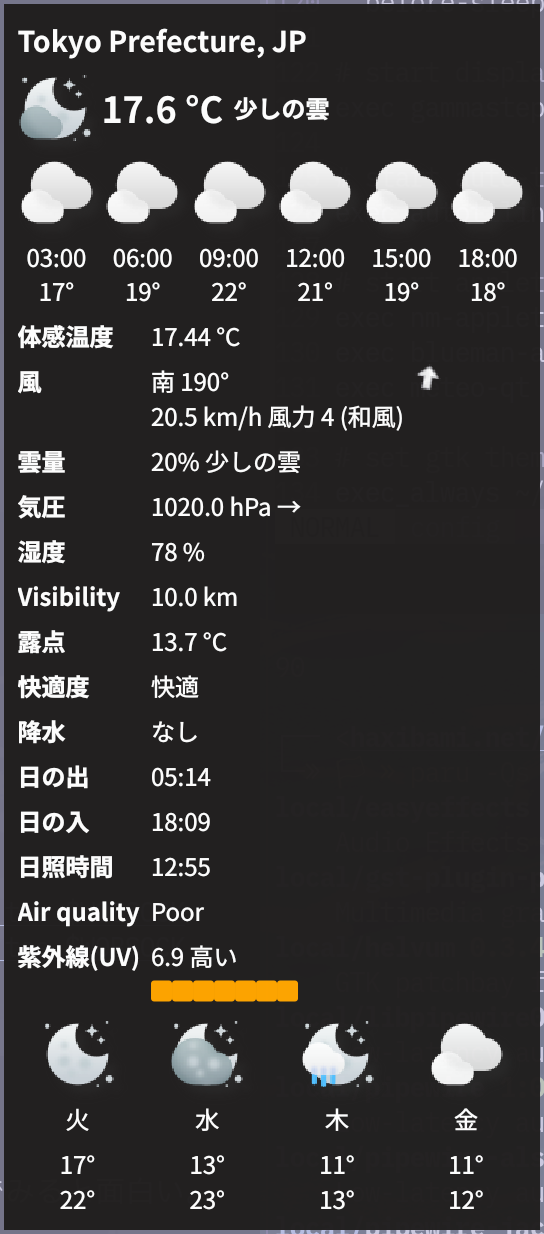 Tokyo Prefecture, JP
17.6 °C 少しの雲
03:00 06:00 09:00 12:00 15:00 18:00
17° 19° 22° 21° 19° 18°
体感温度 17.44 °C
風 南 190°
20.5 km/h 風力 4 (和風)
雲量 20% 少しの雲
気圧 1020.0 hPa →
湿度 78 %
Visibility 10.0 km
露点 13.7 °C
快適度 快適
降水 なし
日の出 05:14
日の入 18:09
日照時間 12:55
Air quality Poor
紫外線(UV) 6.9 高い
火 水 木 金
17° 13° 11° 11°
22° 23° 13° 12°